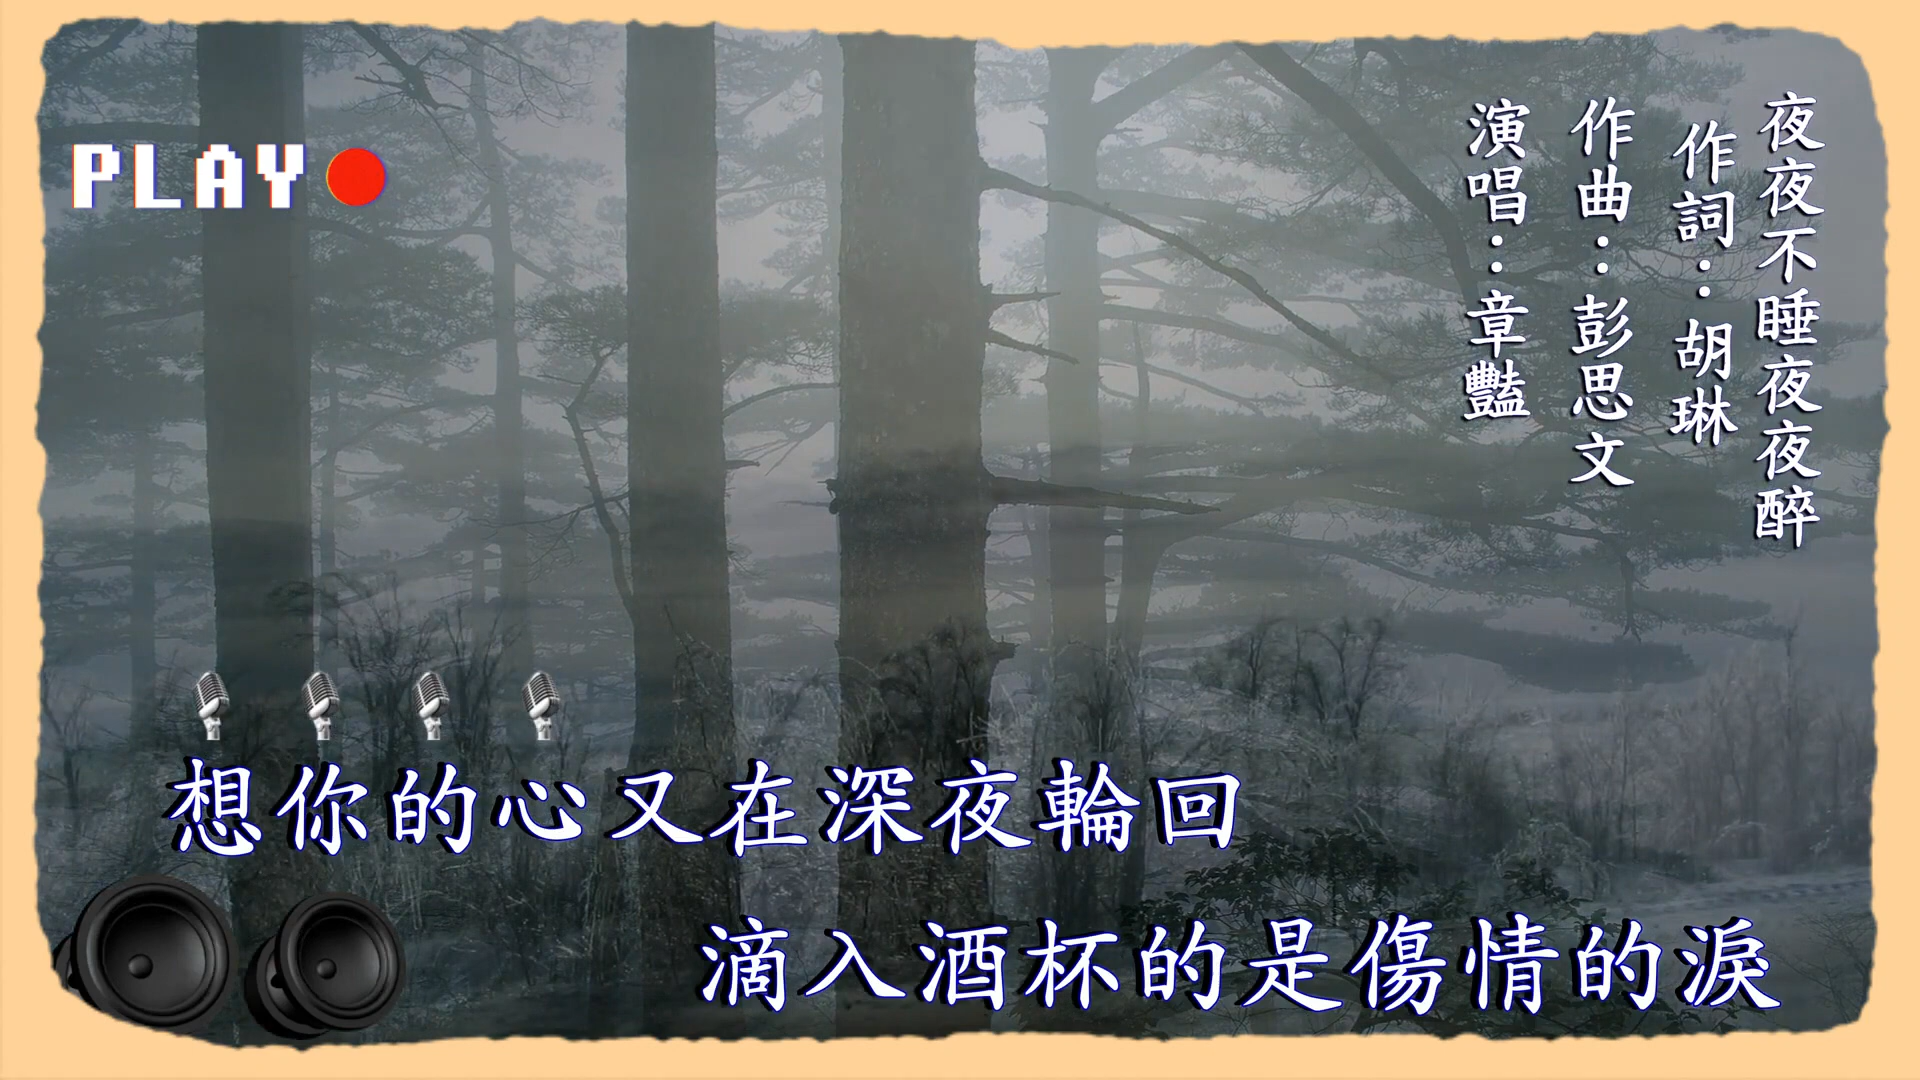 PLAY
夜夜不睡夜夜夜醉
作詞：胡琳
作曲：彭思文
演唱：章豔
想你的心又在深夜輪回
滴入酒杯的是傷情的淚